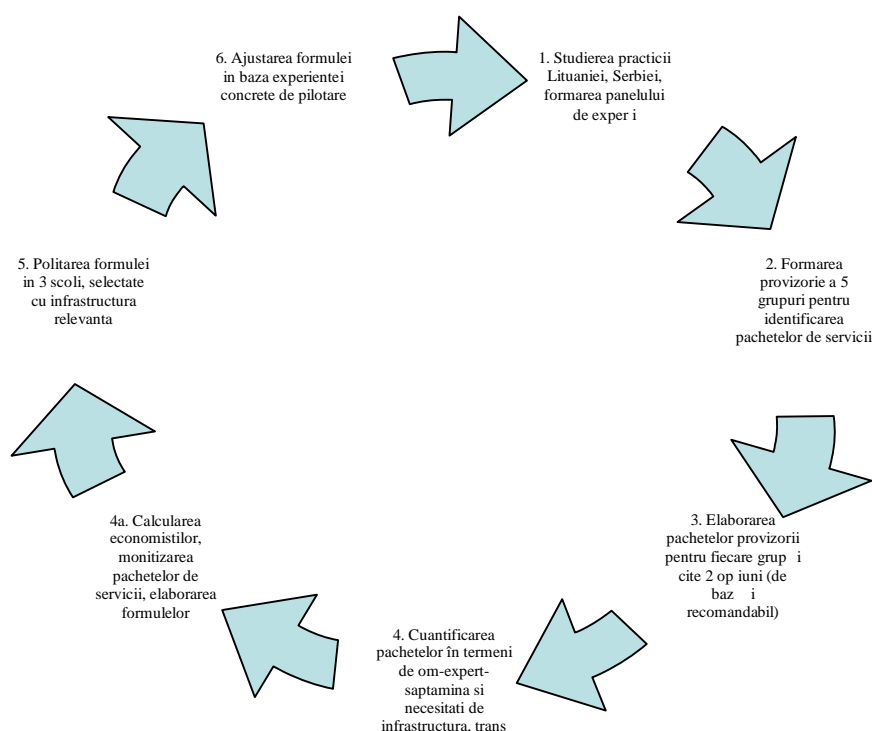 1. Studierea practicii
Lituaniei, Serbiei,
formarea panelului
de exper i
2. Formarea
provizorie a 5
grupuri pentru
identificarea
pachetelor de servicii
3. Elaborarea
pachetelor provizorii
pentru fiecare grup i
cite 2 op iuni (de
baz i
recomandabil)
4. Cuantificarea
pachetelor în termeni
de om-expert-
saptamina si
necesitati de
infrastructura, trans
4a. Calcularea
economistilor,
monitizarea
pachetelor de
servicii, elaborarea
formulelor
5. Politarea formulei
in 3 scoli, selectate
cu infrastructura
relevanta
6. Ajustarea formulei
in baza experientei
concrete de pilotare